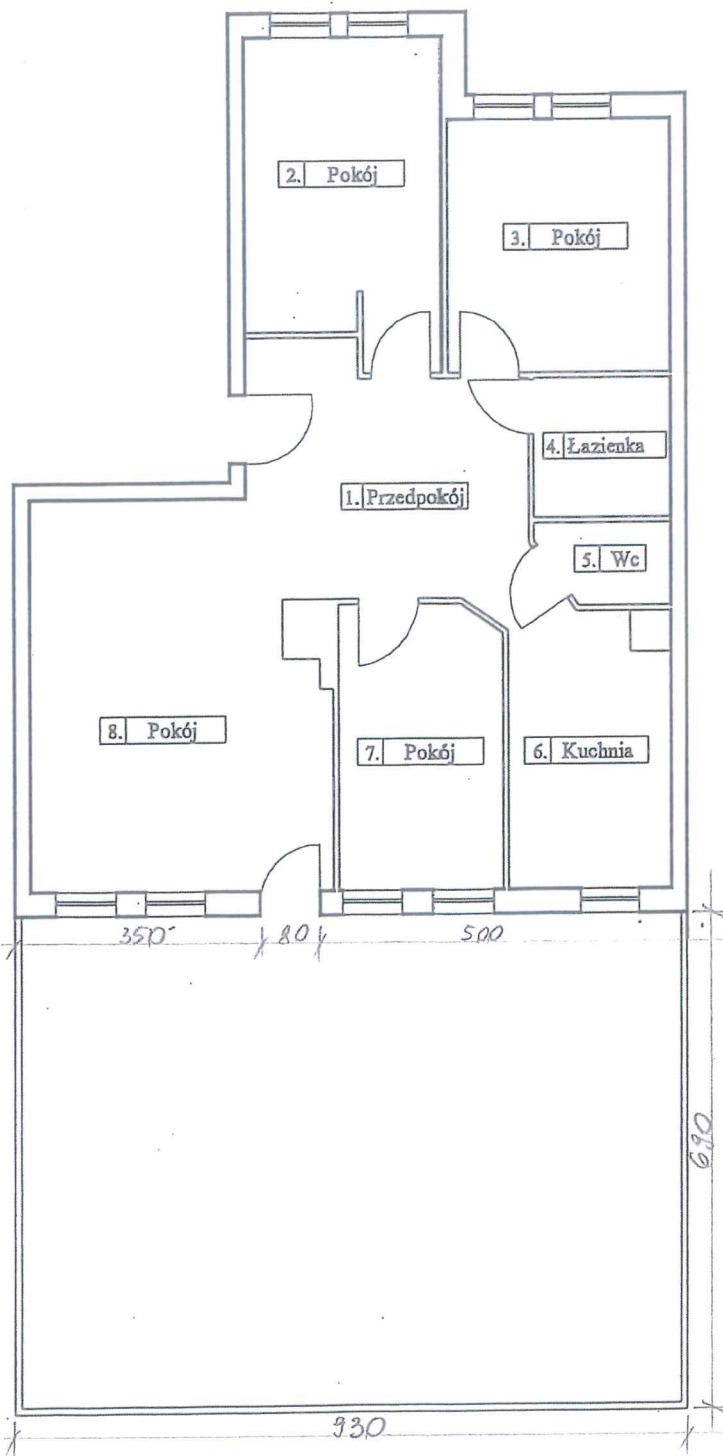 2. Pokój
3. Pokój
4. Łazienka
1. Przedpokój
5. Wc
8. Pokój
7. Pokój
6. Kuchnia
350 80 500
690
930